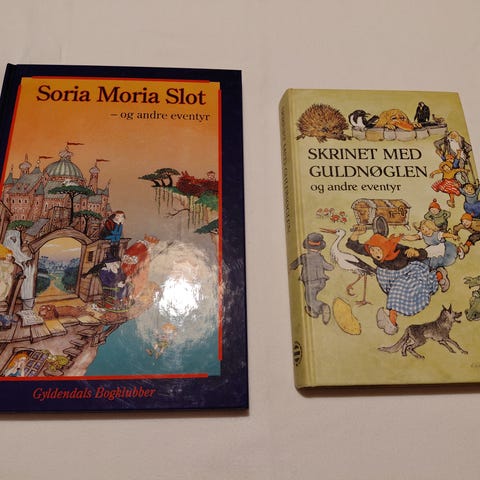 Soria Moria Slot
– og andre eventyr
Gyldendals Bogklubber
SKRINET MED
GULDNØGLEN
og andre eventyr